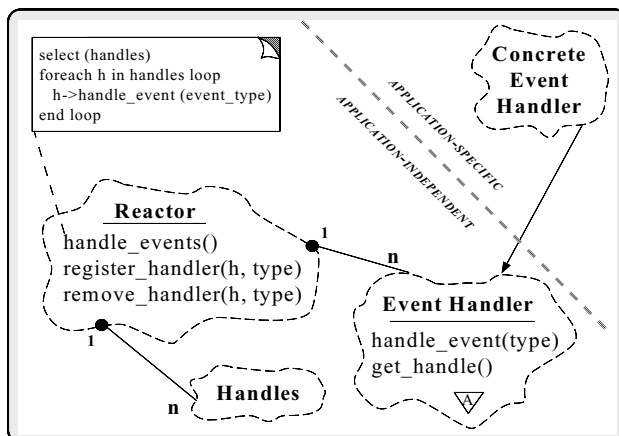 select (handles)
foreach h in handles loop
h->handle_event (event_type)
end loop
Concrete
Event
Handler
APPLICATION-SPECIFIC
APPLICATION-INDEPENDENT
Reactor
handle_events()
register_handler(h, type)
remove_handler(h, type)
1
n
Event Handler
handle_event(type)
get_handle()
A
1
n
Handles